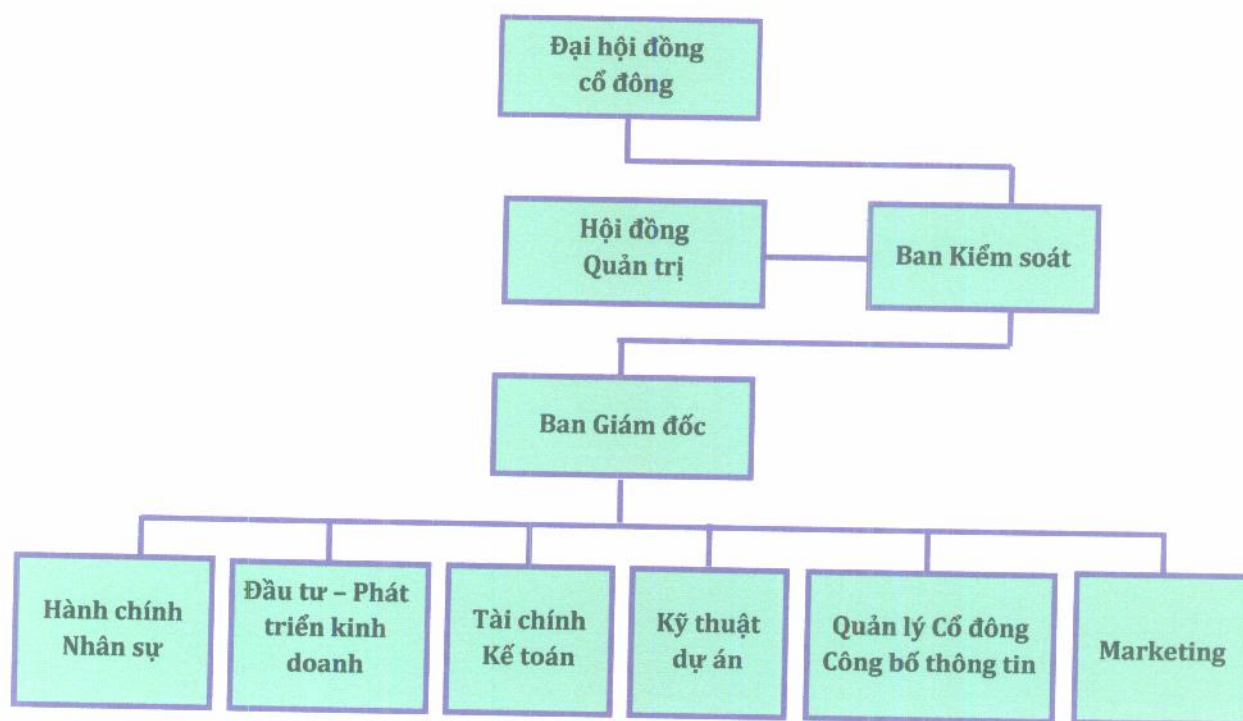 Đại hội đồng
cổ đông
Hội đồng
Quản trị
Ban Kiểm soát
Ban Giám đốc
Hành chính
Nhân sự
Đầu tư – Phát
triển kinh
doanh
Tài chính
Kế toán
Kỹ thuật
dự án
Quản lý Cổ đông
Công bố thông tin
Marketing